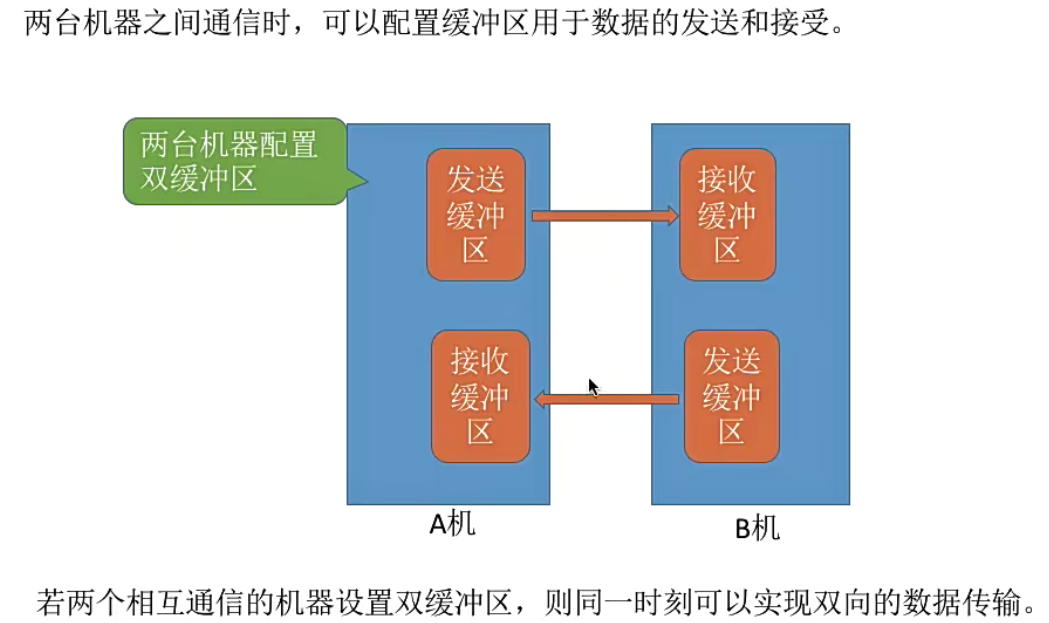 两台机器之间通信时，可以配置缓冲区用于数据的发送和接受。
两台机器配置
双缓冲区
发送
缓冲
区
接收
缓冲
区
接收
缓冲
区
发送
缓冲
区
A机
B机
若两个相互通信的机器设置双缓冲区，则同一时刻可以实现双向的数据传输。